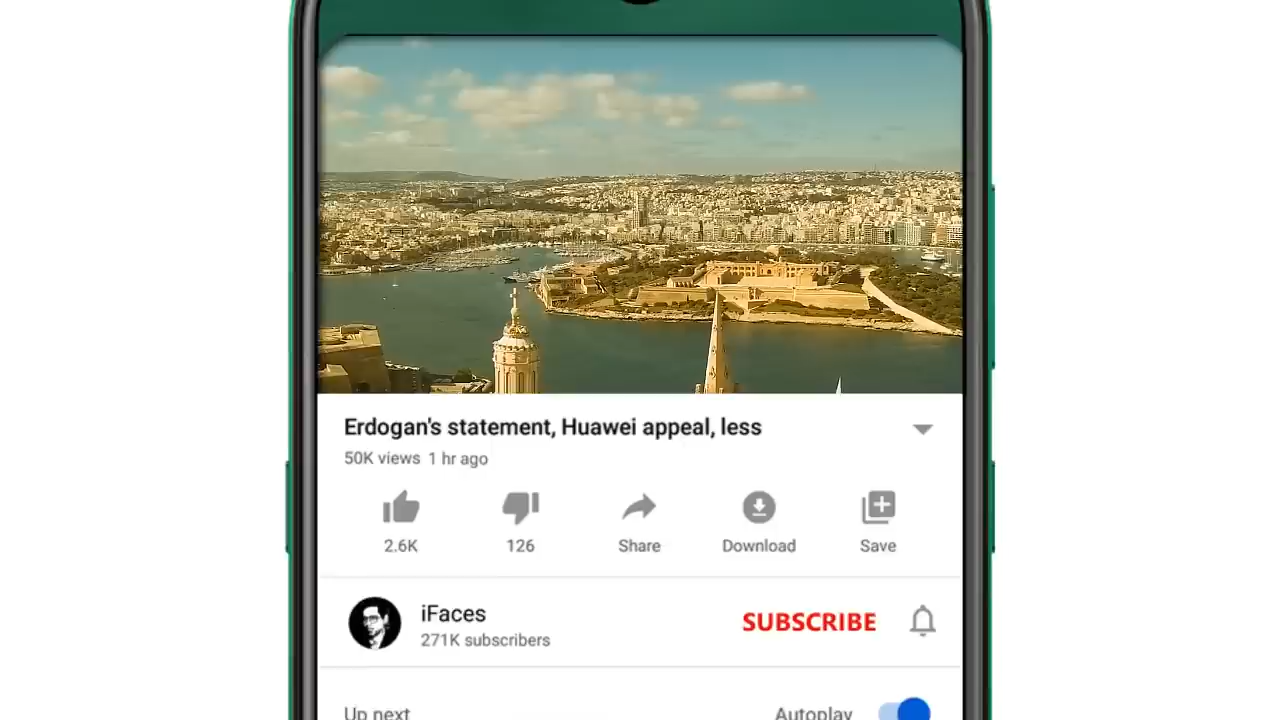 Erdogan's statement, Huawei appeal, less
50K views 1 hr ago
2.6K 126 Share Download Save
iFaces
271K subscribers
SUBSCRIBE
Up next Autoplay